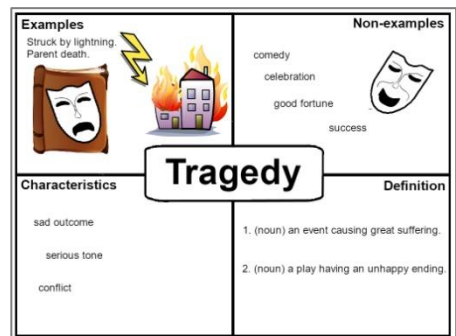 Examples
Struck by lightning.
Parent death.
Non-examples
comedy
celebration
good fortune
success
Tragedy
Characteristics
sad outcome
serious tone
conflict
Definition
1. (noun) an event causing great suffering.
2. (noun) a play having an unhappy ending.